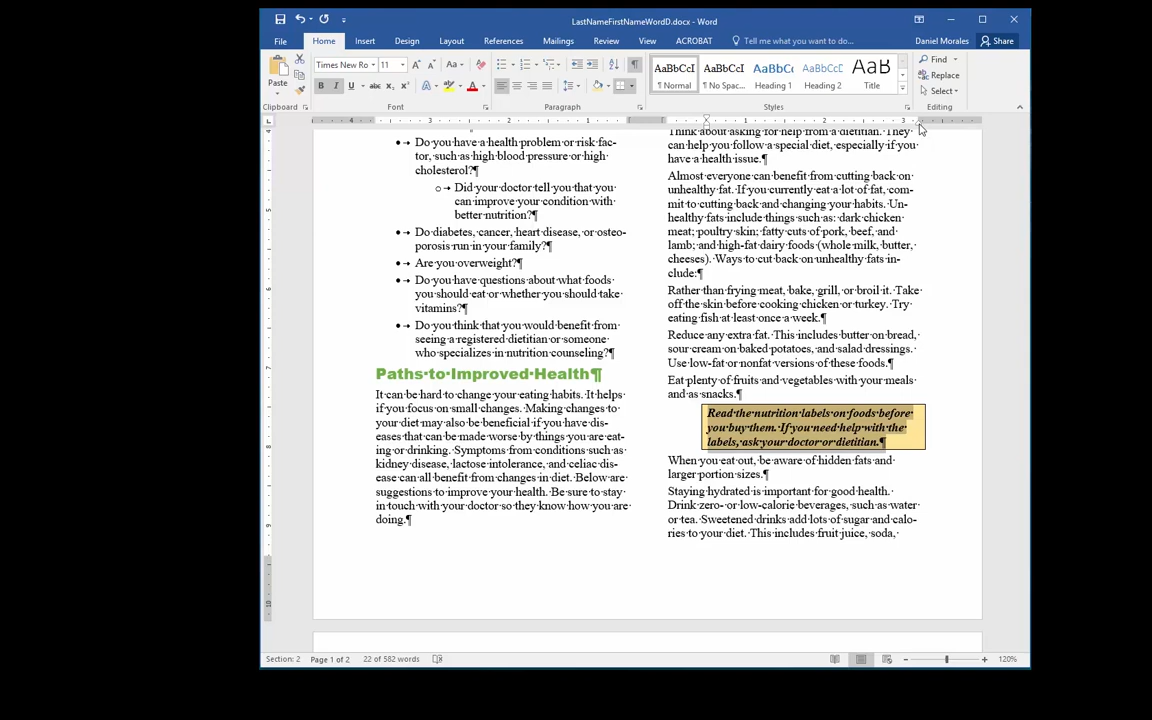 LastNameFirstNameWordD.docx - Word
File Home Insert Design Layout References Mailings Review View ACROBAT Tell me what you want to do... Daniel Morales Share
Paste
Clipboard
Times New Ro 11
B I U abc x₂ x²
Font
Paragraph
AaBbCcI AaBbCcI AaBbCc AaBbCcI AaB
¶ Normal ¶ No Spac... Heading 1 Heading 2 Title
Styles
Find
Replace
Select
Editing
Do you have a health problem or risk fac-
tor, such as high blood pressure or high
cholesterol?¶
Did your doctor tell you that you
can improve your condition with
better nutrition?¶
Do diabetes, cancer, heart disease, or osteo-
porosis run in your family?¶
Are you overweight?¶
Do you have questions about what foods
you should eat or whether you should take
vitamins?¶
Do you think that you would benefit from
seeing a registered dietitian or someone
who specializes in nutrition counseling?¶
Paths to Improved Health¶
It can be hard to change your eating habits. It helps
if you focus on small changes. Making changes to
your diet may also be beneficial if you have dis-
eases that can be made worse by things you are eat-
ing or drinking. Symptoms from conditions such as
kidney disease, lactose intolerance, and celiac dis-
ease can all benefit from changes in diet. Below are
suggestions to improve your health. Be sure to stay
in touch with your doctor so they know how you are
doing.¶
Think about asking for help from a dietitian. They
can help you follow a special diet, especially if you
have a health issue.¶
Almost everyone can benefit from cutting back on
unhealthy fat. If you currently eat a lot of fat, com-
mit to cutting back and changing your habits. Un-
healthy fats include things such as: dark chicken
meat; poultry skin; fatty cuts of pork, beef, and
lamb; and high-fat dairy foods (whole milk, butter,
cheeses). Ways to cut back on unhealthy fats in-
clude:¶
Rather than frying meat, bake, grill, or broil it. Take
off the skin before cooking chicken or turkey. Try
eating fish at least once a week.¶
Reduce any extra fat. This includes butter on bread,
sour cream on baked potatoes, and salad dressings.
Use low-fat or nonfat versions of these foods.¶
Eat plenty of fruits and vegetables with your meals
and as snacks.¶
Read the nutrition labels on foods before
you buy them. If you need help with the
labels, ask your doctor or dietitian.¶
When you eat out, be aware of hidden fats and
larger portion sizes.¶
Staying hydrated is important for good health.
Drink zero- or low-calorie beverages, such as water
or tea. Sweetened drinks add lots of sugar and calo-
ries to your diet. This includes fruit juice, soda,
Section: 2 Page 1 of 2 22 of 582 words 120%